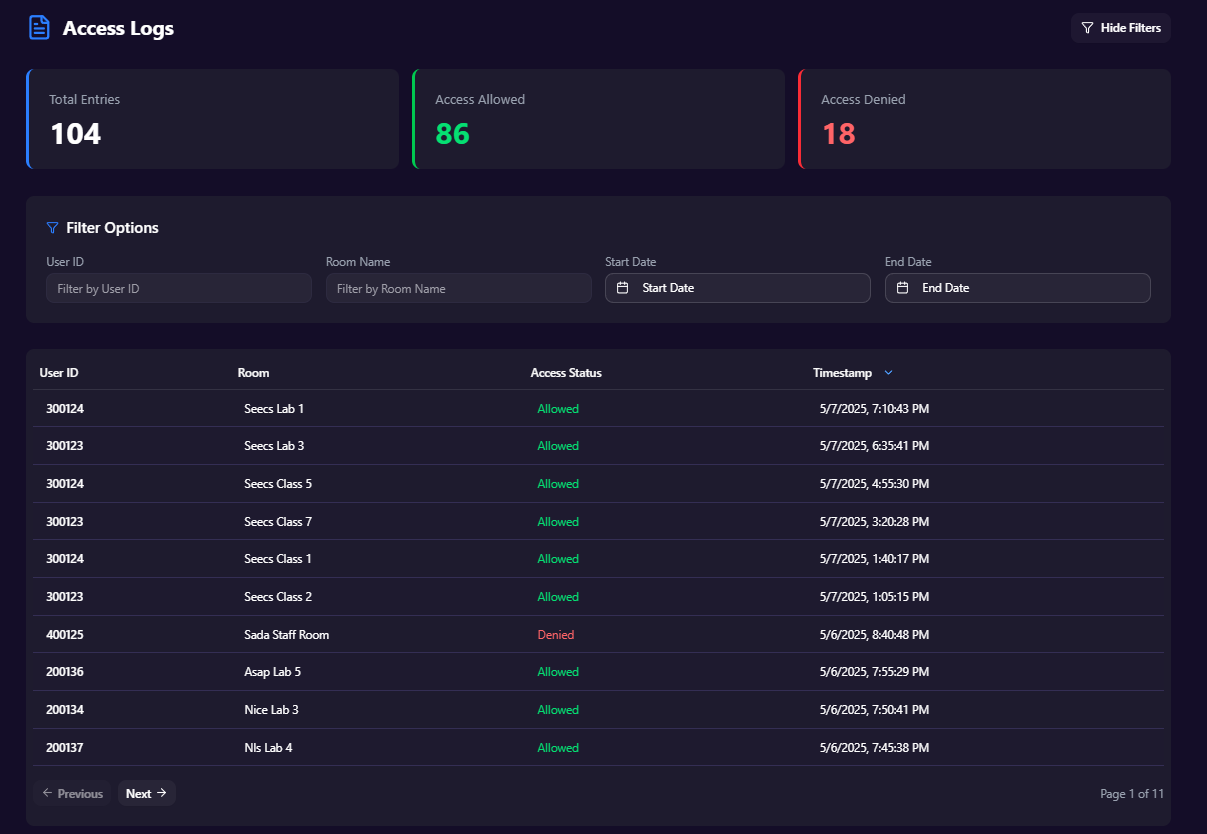 Access Logs
Hide Filters
Total Entries
104
Access Allowed
86
Access Denied
18
Filter Options
User ID
Room Name
Start Date
End Date
Filter by User ID
Filter by Room Name
Start Date
End Date
User ID Room Access Status Timestamp
300124 Seecs Lab 1 Allowed 5/7/2025, 7:10:43 PM
300123 Seecs Lab 3 Allowed 5/7/2025, 6:35:41 PM
300124 Seecs Class 5 Allowed 5/7/2025, 4:55:30 PM
300123 Seecs Class 7 Allowed 5/7/2025, 3:20:28 PM
300124 Seecs Class 1 Allowed 5/7/2025, 1:40:17 PM
300123 Seecs Class 2 Allowed 5/7/2025, 1:05:15 PM
400125 Sada Staff Room Denied 5/6/2025, 8:40:48 PM
200136 Asap Lab 5 Allowed 5/6/2025, 7:55:29 PM
200134 Nice Lab 3 Allowed 5/6/2025, 7:50:41 PM
200137 Nls Lab 4 Allowed 5/6/2025, 7:45:38 PM
← Previous Next → Page 1 of 11